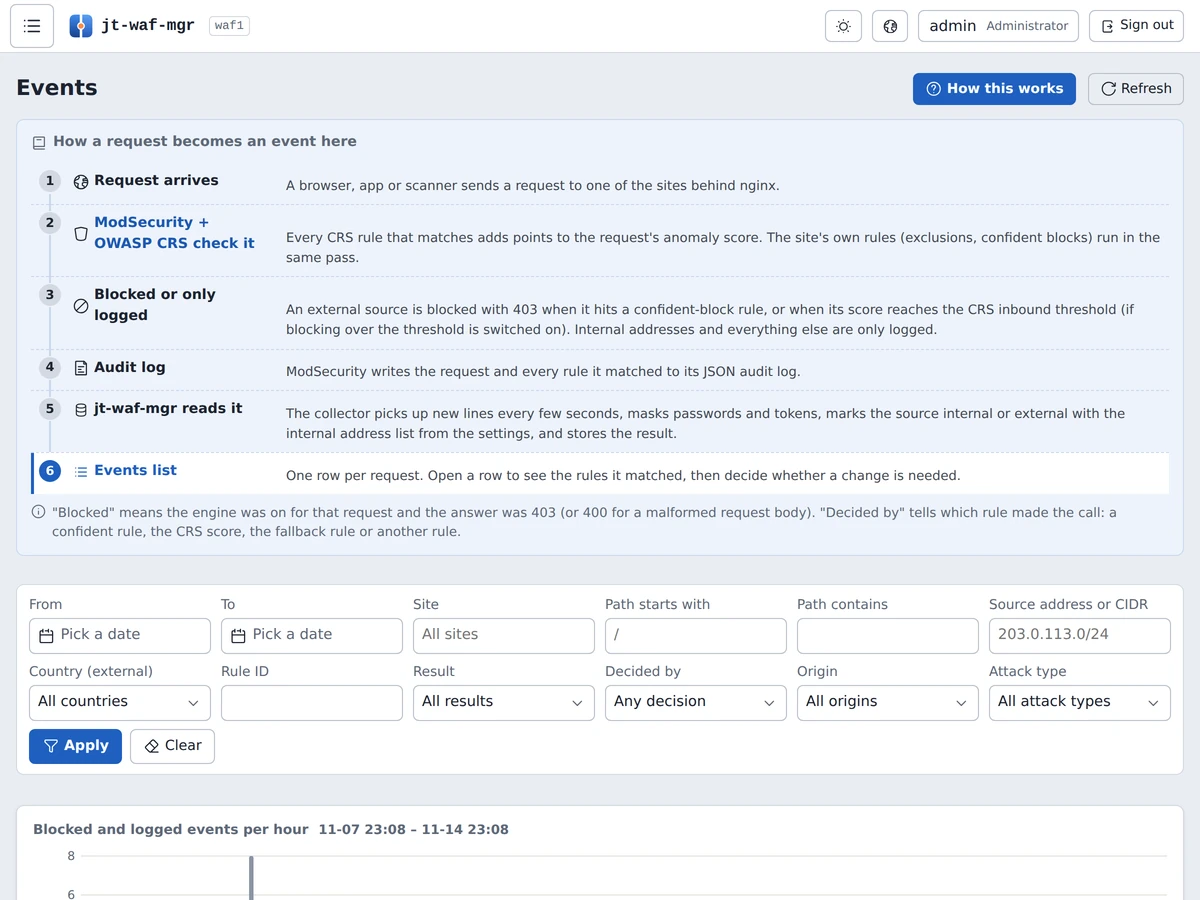 jt-waf-mgr waf1 admin Administrator Sign out
Events How this works Refresh
How a request becomes an event here
1 Request arrives A browser, app or scanner sends a request to one of the sites behind nginx.
2 ModSecurity +
OWASP CRS check it
Every CRS rule that matches adds points to the request's anomaly score. The site's own rules (exclusions, confident blocks) run in the
same pass.
3 Blocked or only
logged
An external source is blocked with 403 when it hits a confident-block rule, or when its score reaches the CRS inbound threshold (if
blocking over the threshold is switched on). Internal addresses and everything else are only logged.
4 Audit log ModSecurity writes the request and every rule it matched to its JSON audit log.
5 jt-waf-mgr reads it The collector picks up new lines every few seconds, masks passwords and tokens, marks the source internal or external with the
internal address list from the settings, and stores the result.
6 Events list One row per request. Open a row to see the rules it matched, then decide whether a change is needed.
"Blocked" means the engine was on for that request and the answer was 403 (or 400 for a malformed request body). "Decided by" tells which rule made the call: a
confident rule, the CRS score, the fallback rule or another rule.
From To Site Path starts with Path contains Source address or CIDR
Pick a date Pick a date All sites / 203.0.113.0/24
Country (external) Rule ID Result Decided by Origin Attack type
All countries All results Any decision All origins All attack types
Apply Clear
Blocked and logged events per hour 11-07 23:08 – 11-14 23:08
8
6